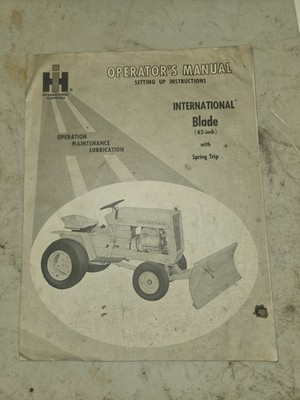 OPERATOR'S MANUAL
SETTING UP INSTRUCTIONS
IH
®
INTERNATIONAL
HARVESTER
INTERNATIONAL®
Blade
(42-inch)
with
Spring Trip
OPERATION
MAINTENANCE
LUBRICATION